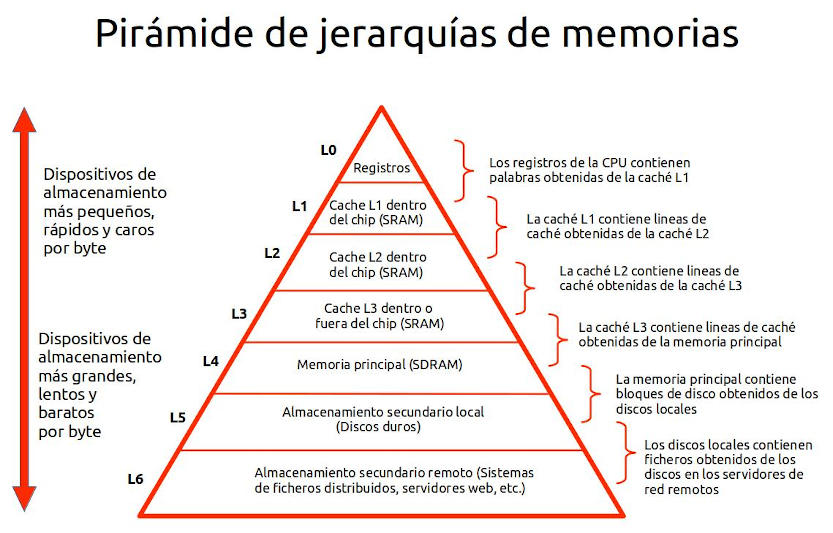 Pirámide de jerarquías de memorias
Dispositivos de
almacenamiento
más pequeños,
rápidos y caros
por byte
Dispositivos de
almacenamiento
más grandes,
lentos y
baratos
por byte
L0
Registros
L1
Cache L1 dentro
del chip (SRAM)
L2
Cache L2 dentro
del chip (SRAM)
L3
Cache L3 dentro o
fuera del chip (SRAM)
L4
Memoria principal (SDRAM)
L5
Almacenamiento secundario local
(Discos duros)
L6
Almacenamiento secundario remoto (Sistemas
de ficheros distribuidos, servidores web, etc.)
Los registros de la CPU contienen
palabras obtenidas de la caché L1
La caché L1 contiene lineas de
caché obtenidas de la caché L2
La caché L2 contiene lineas de
caché obtenidas de la caché L3
La caché L3 contiene lineas de caché
obtenidas de la memoria principal
La memoria principal contiene
bloques de disco obtenidos de los
discos locales
Los discos locales contienen
ficheros obtenidos de los
discos en los servidores de
red remotos